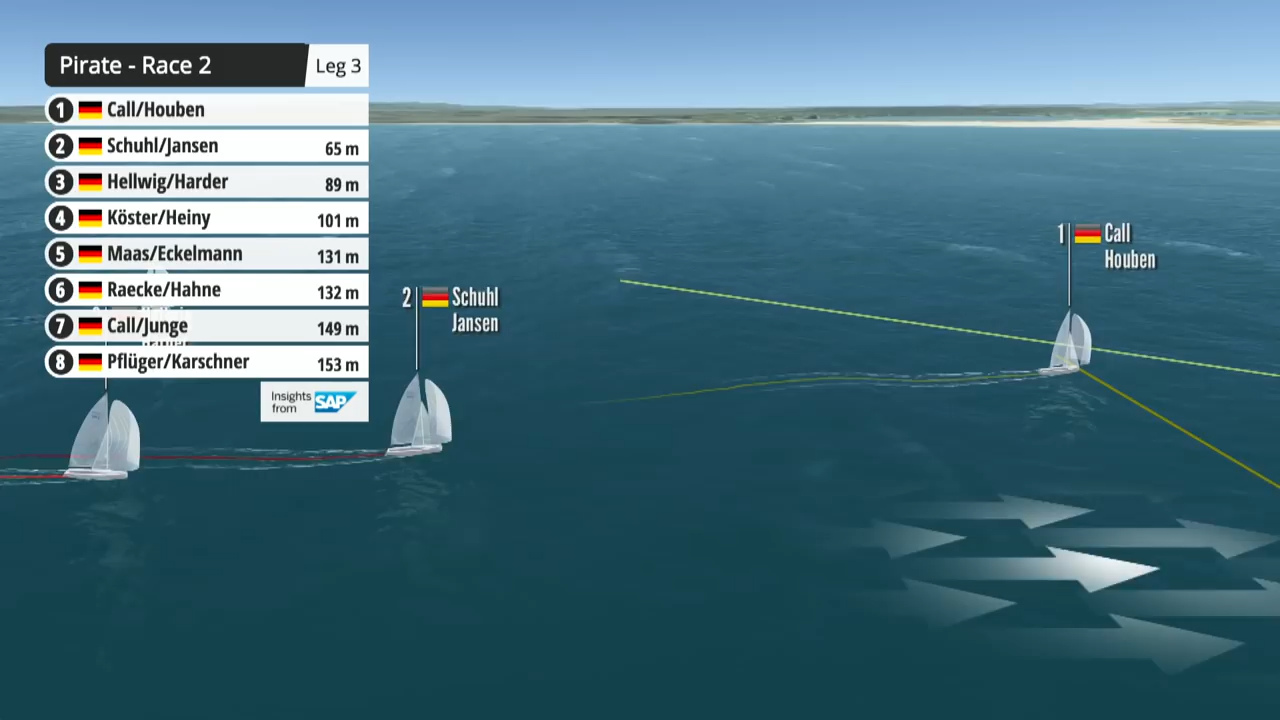 Pirate - Race 2 Leg 3
1 Call/Houben
2 Schuhl/Jansen 65 m
3 Hellwig/Harder 89 m
4 Köster/Heiny 101 m
5 Maas/Eckelmann 131 m
6 Raecke/Hahne 132 m
7 Call/Junge 149 m
8 Pflüger/Karschner 153 m
Insights
from SAP
2 Schuhl
Jansen
1 Call
Houben